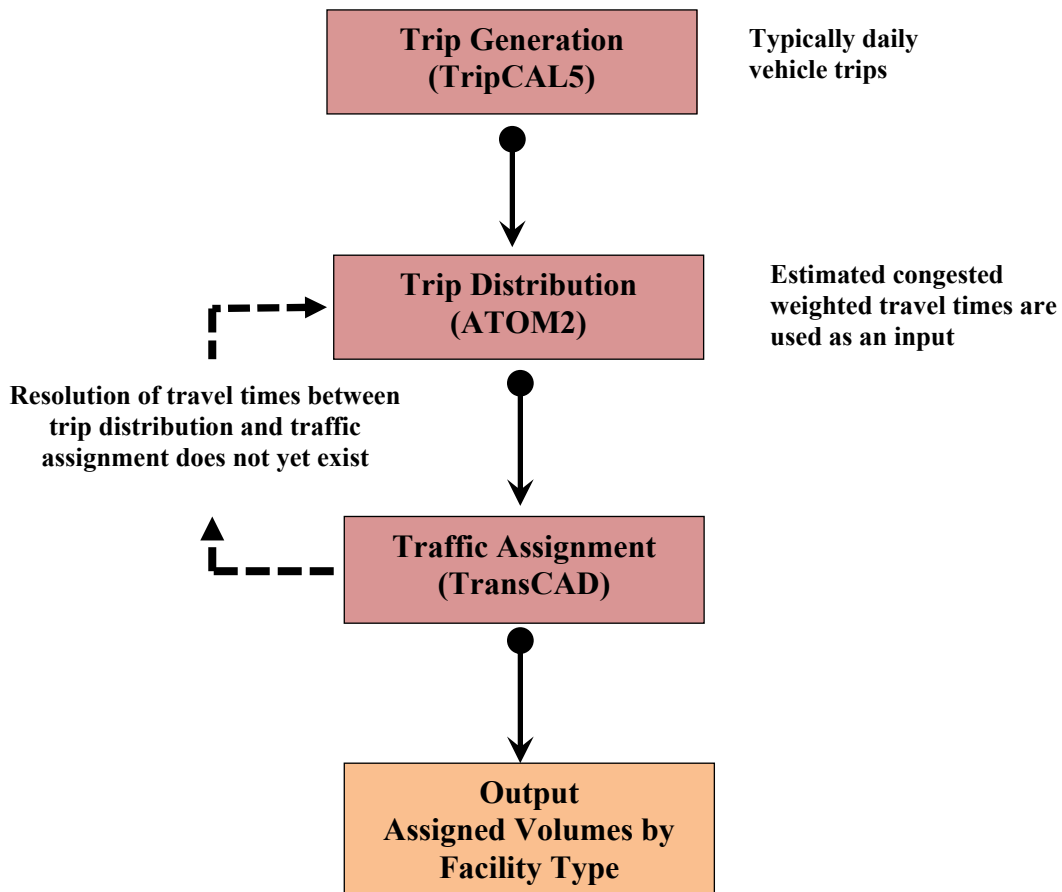 Trip Generation
(TripCAL5)
Typically daily
vehicle trips
Trip Distribution
(ATOM2)
Estimated congested
weighted travel times are
used as an input
Resolution of travel times between
trip distribution and traffic
assignment does not yet exist
Traffic Assignment
(TransCAD)
Output
Assigned Volumes by
Facility Type